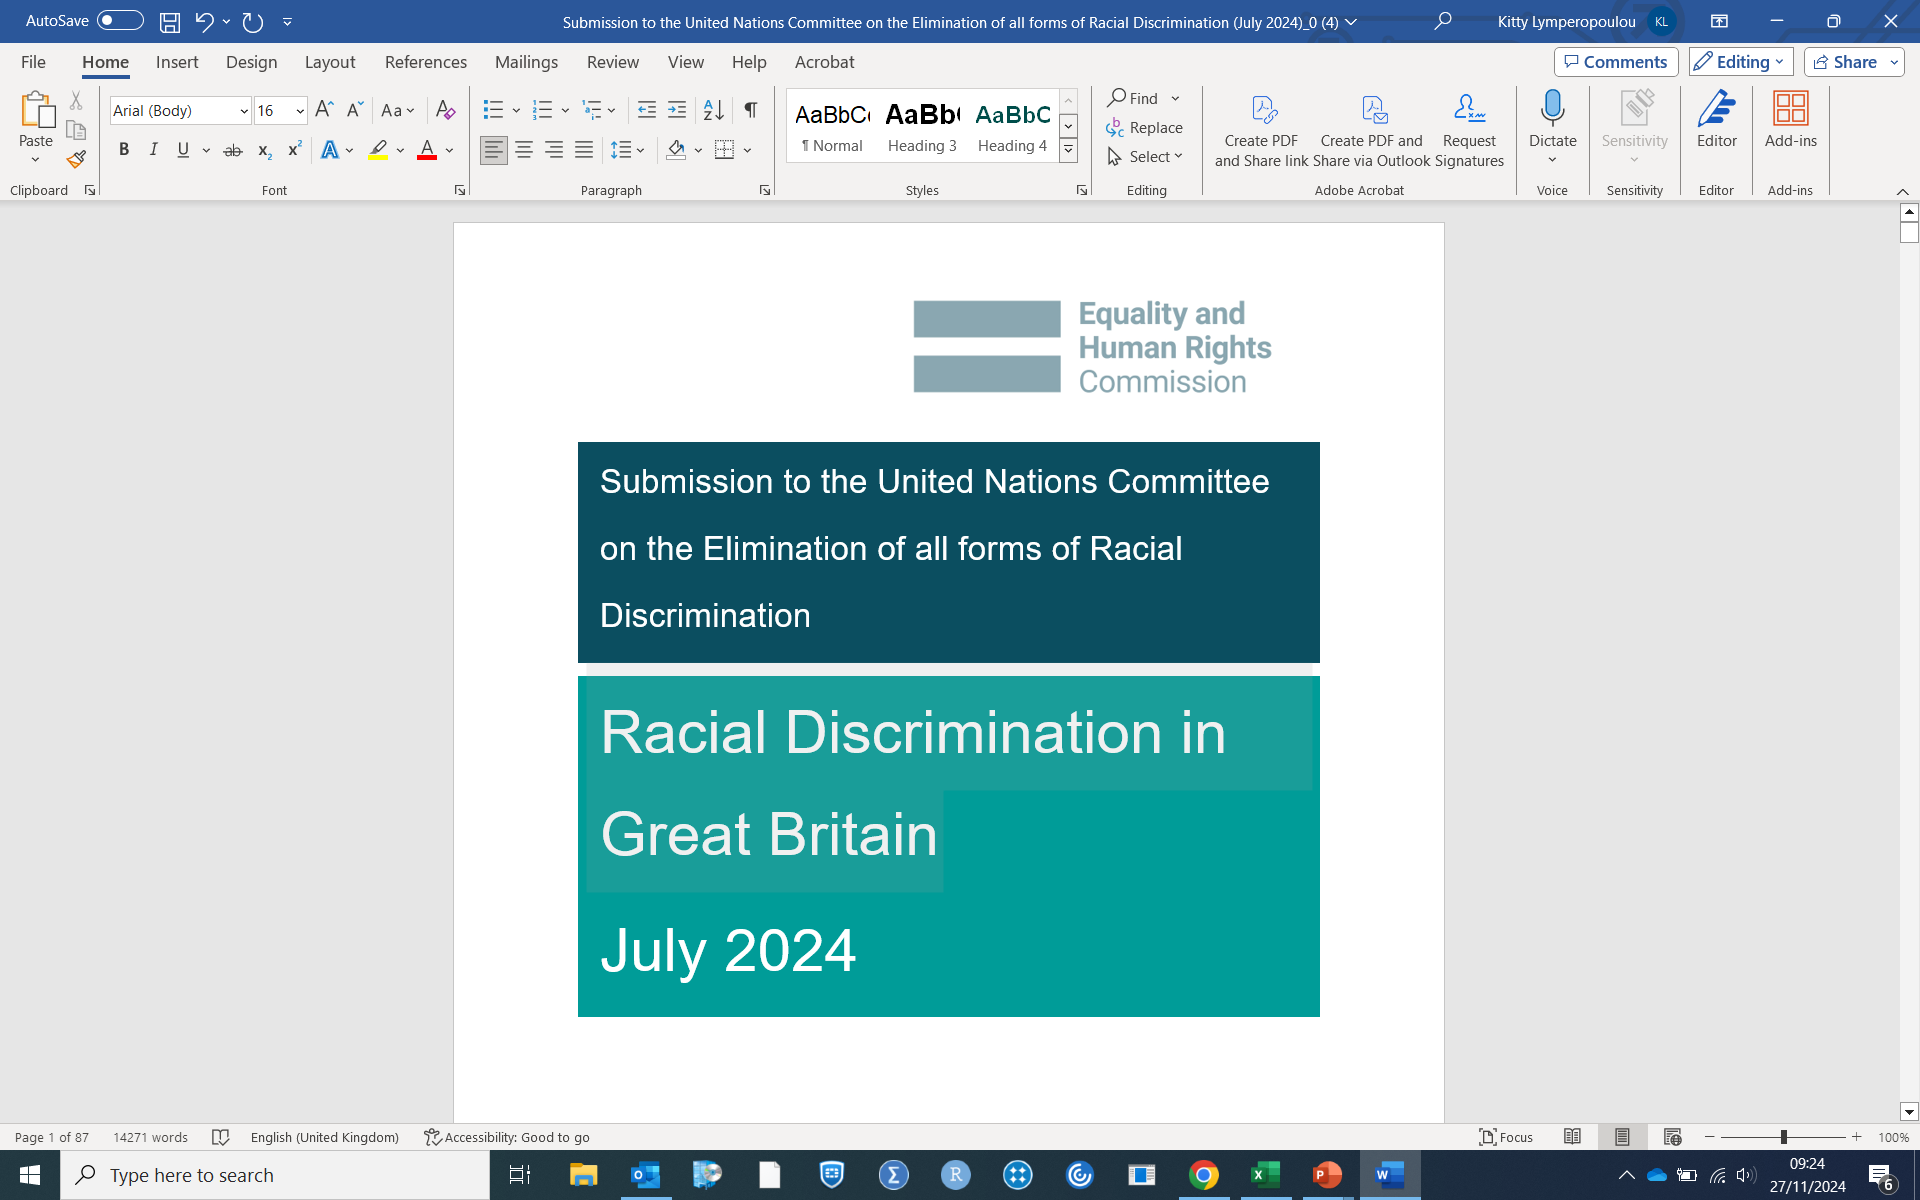 AutoSave
Submission to the United Nations Committee on the Elimination of all forms of Racial Discrimination (July 2024)_0 (4)
Kitty Lymperopoulou
KL
File Home Insert Design Layout References Mailings Review View Help Acrobat
Comments Editing Share
Paste
Clipboard
Arial (Body) 16
Font
Paragraph
AaBbC AaBb AaBbC
¶ Normal Heading 3 Heading 4
Styles
Find
Replace
Select
Editing
Create PDF and Share link
Create PDF and Share via Outlook
Request Signatures
Adobe Acrobat
Dictate
Voice
Sensitivity
Sensitivity
Editor
Editor
Add-ins
Add-ins
Equality and
Human Rights
Commission
Submission to the United Nations Committee
on the Elimination of all forms of Racial
Discrimination
Racial Discrimination in
Great Britain
July 2024
Page 1 of 87 14271 words English (United Kingdom) Accessibility: Good to go Focus 100%
Type here to search
09:24
27/11/2024
6